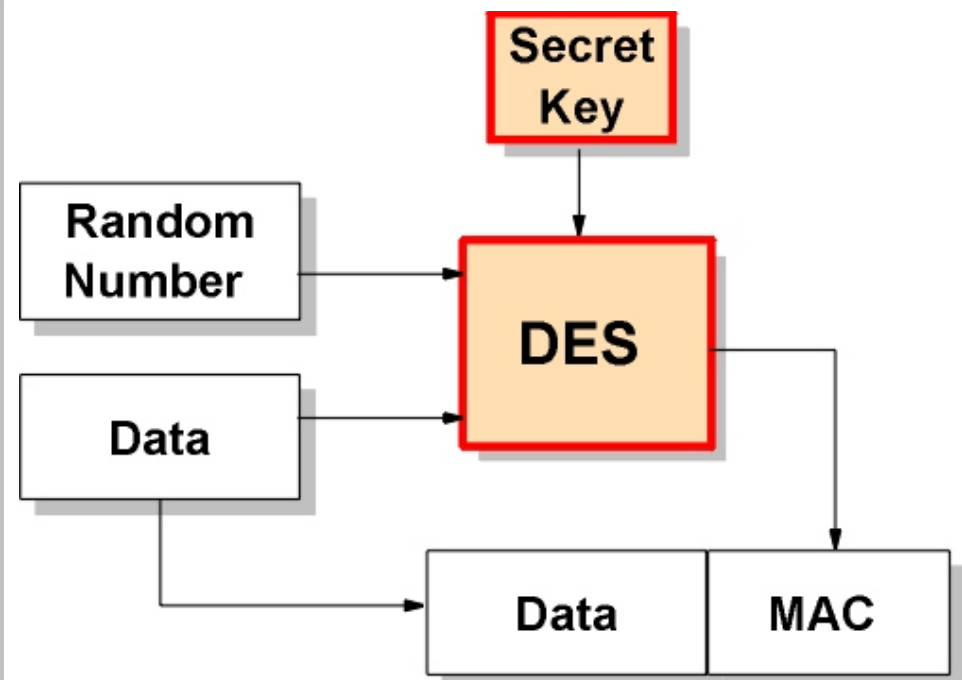 Secret
Key
Random
Number
DES
Data
Data
MAC